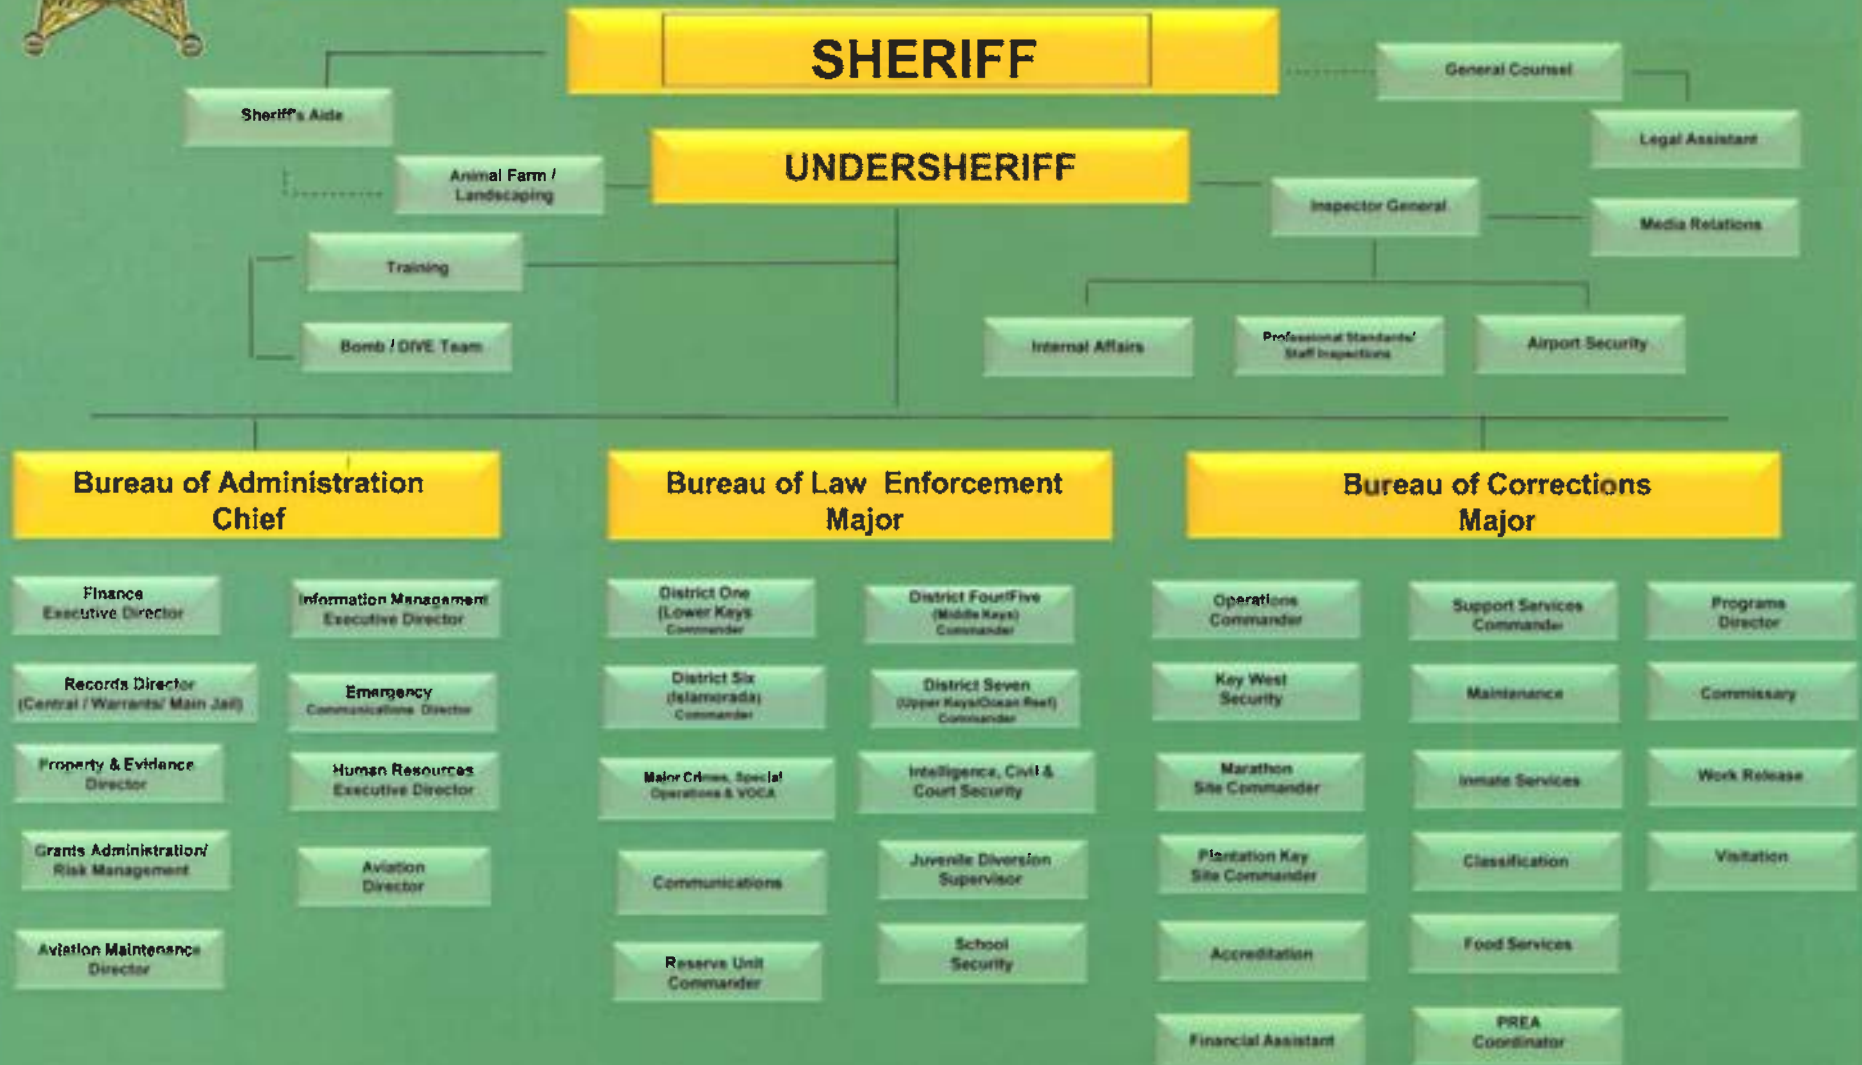 SHERIFF
General Counsel
Sheriff's Aide
Legal Assistant
UNDERSHERIFF
Animal Farm /
Landscaping
Inspector General
Media Relations
Training
Bomb / DIVE Team
Internal Affairs
Professional Standards/
Staff Inspections
Airport Security
Bureau of Administration
Chief
Bureau of Law Enforcement
Major
Bureau of Corrections
Major
Finance
Executive Director
Information Management
Executive Director
Records Director
(Central / Warrants/ Main Jail)
Emergency
Communications Director
Property & Evidence
Director
Human Resources
Executive Director
Grants Administration/
Risk Management
Aviation
Director
Aviation Maintenance
Director
District One
(Lower Keys
Commander
District Four/Five
(Middle Keys)
Commander
District Six
(Islamorada)
Commander
District Seven
(Upper Keys/Ocean Reef)
Commander
Major Crimes, Special
Operations & VOCA
Intelligence, Civil &
Court Security
Communications
Juvenile Diversion
Supervisor
Reserve Unit
Commander
School
Security
Operations
Commander
Support Services
Commander
Programs
Director
Key West
Security
Maintenance
Commissary
Marathon
Site Commander
Inmate Services
Work Release
Plantation Key
Site Commander
Classification
Visitation
Accreditation
Food Services
Financial Assistant
PREA
Coordinator